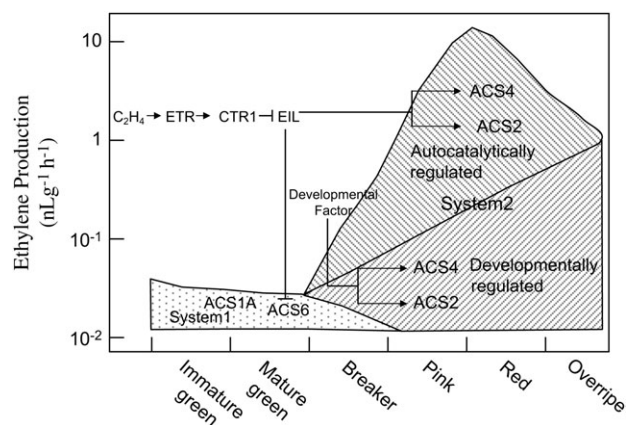 Ethylene Production
(nLg-1 h-1)
10
1
10-1
10-2
C2H4 ETR CTR1 EIL
ACS4
ACS2
Autocatalytically
regulated
System2
Developmental
Factor
ACS4
ACS2
Developmentally
regulated
ACS1A
ACS6
System1
Immature
green
Mature
green
Breaker
Pink
Red
Overripe